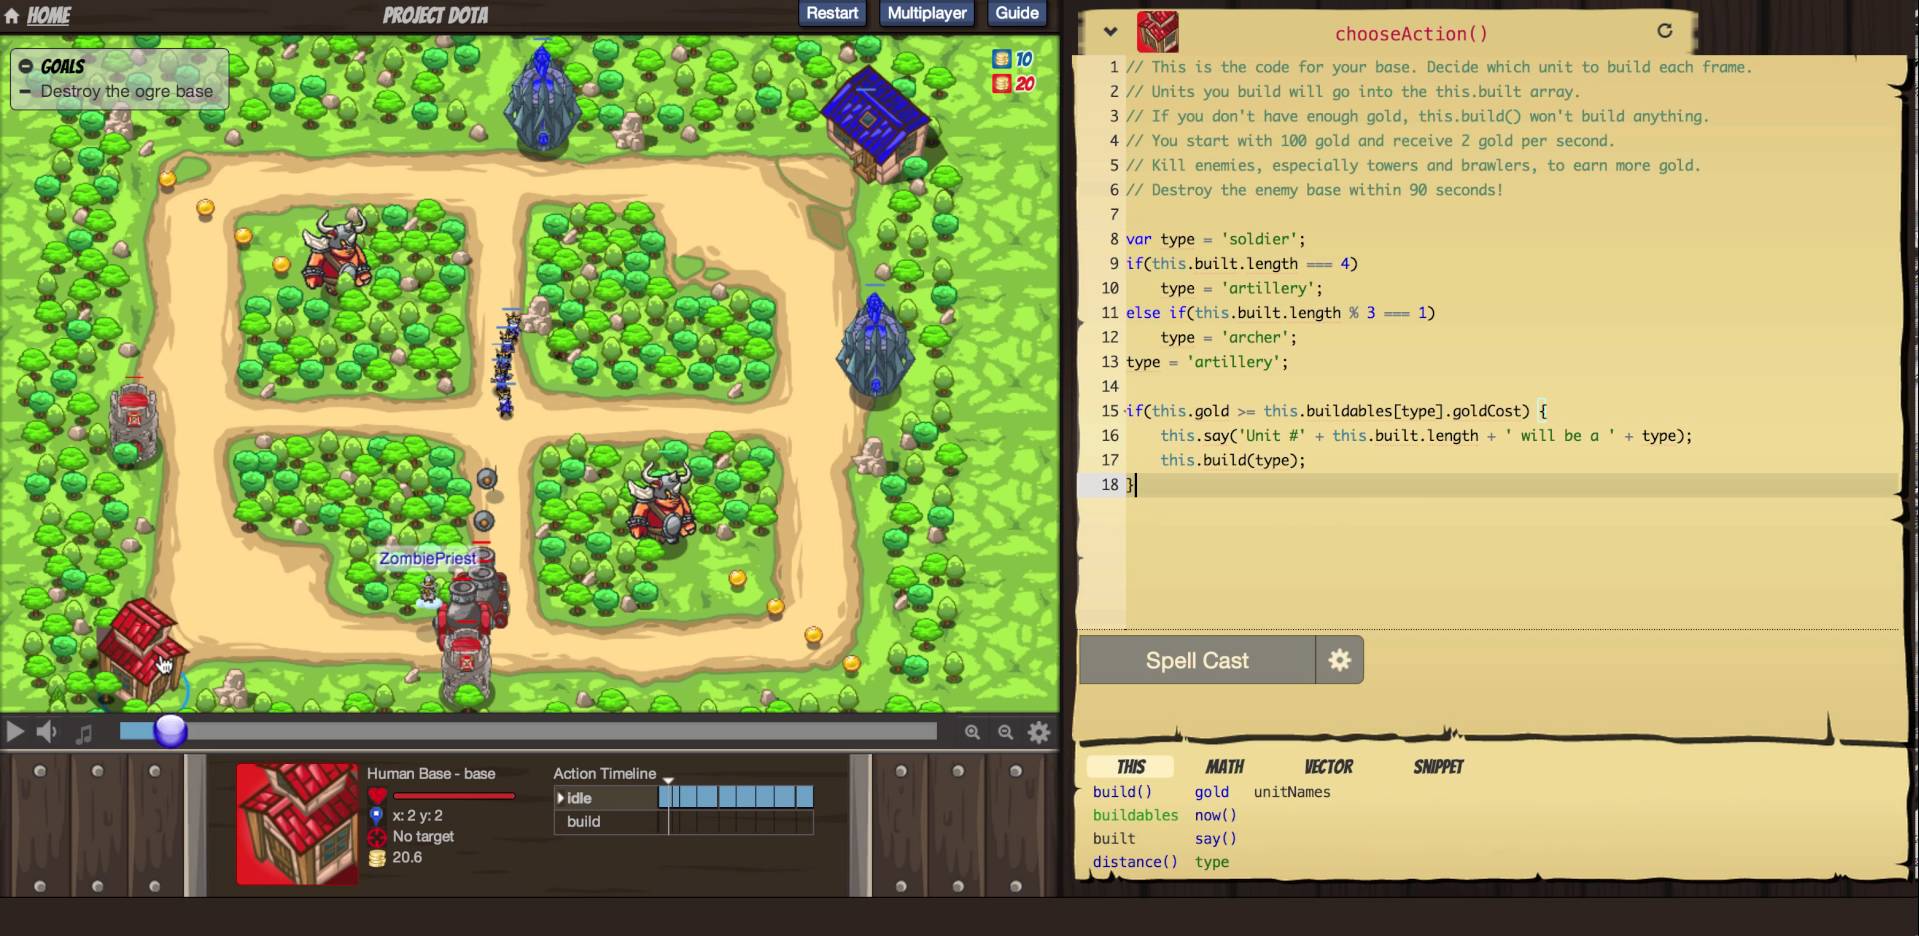 HOME
PROJECT DOTA
Restart
Multiplayer
Guide
GOALS
Destroy the ogre base
10
20
ZombiePriest
Human Base - base
x: 2 y: 2
No target
20.6
Action Timeline
idle
build
chooseAction()
1 // This is the code for your base. Decide which unit to build each frame.
2 // Units you build will go into the this.built array.
3 // If you don't have enough gold, this.build() won't build anything.
4 // You start with 100 gold and receive 2 gold per second.
5 // Kill enemies, especially towers and brawlers, to earn more gold.
6 // Destroy the enemy base within 90 seconds!
7
8 var type = 'soldier';
9 if(this.built.length === 4)
10 type = 'artillery';
11 else if(this.built.length % 3 === 1)
12 type = 'archer';
13 type = 'artillery';
14
15 if(this.gold >= this.buildables[type].goldCost) {
16 this.say('Unit #' + this.built.length + ' will be a ' + type);
17 this.build(type);
18 }
Spell Cast
THIS MATH VECTOR SNIPPET
build() gold unitNames
buildables now()
built say()
distance() type